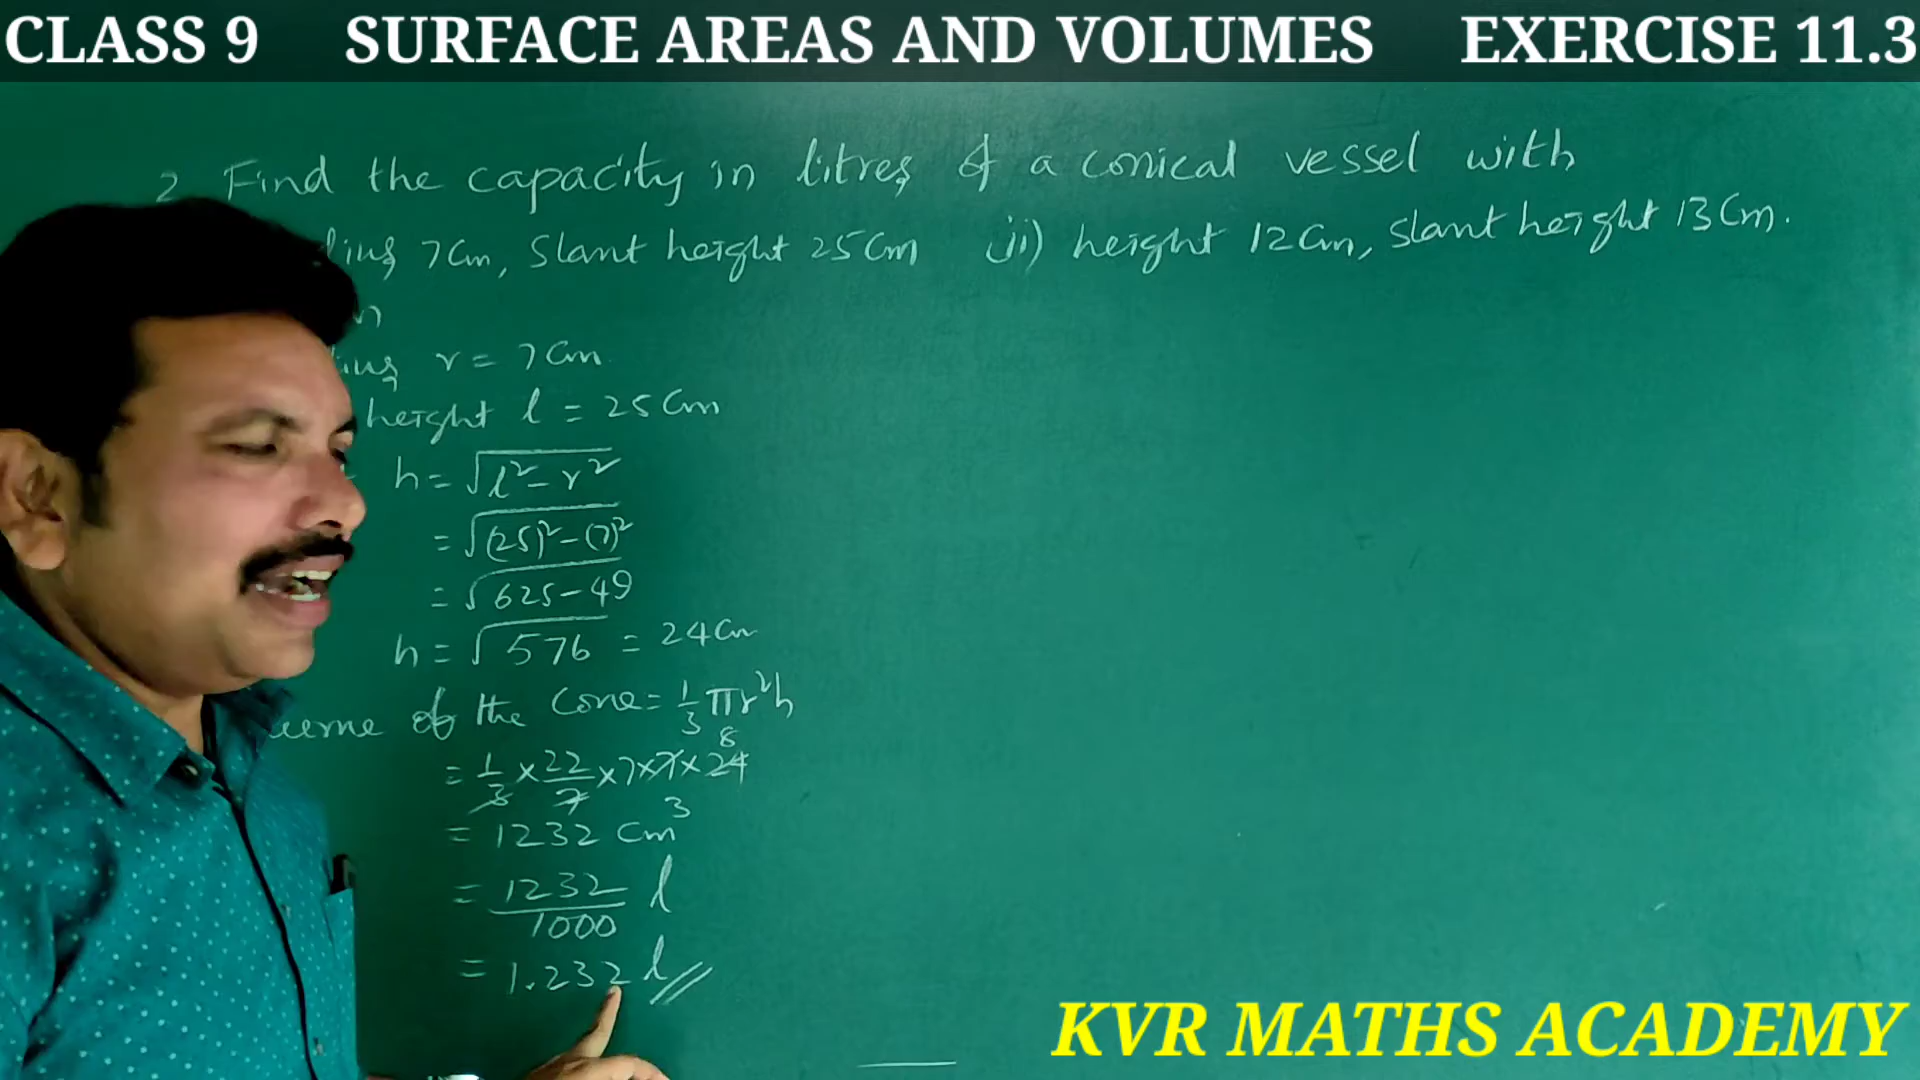 CLASS 9 SURFACE AREAS AND VOLUMES EXERCISE 11.3
2 Find the capacity in litres of a conical vessel with
7cm, slant height 25cm (ii) height 12cm, slant height 13cm.
r = 7cm
height l = 25cm
h = √l² - r²
= √(25)² - (7)²
= √625 - 49
h = √576 = 24cm
of the cone = 1/3 πr²h
= 1/3 × 22/7 × 7 × 7 × 24 8
= 1232 cm³
= 1232/1000 l
= 1.232 l
KVR MATHS ACADEMY